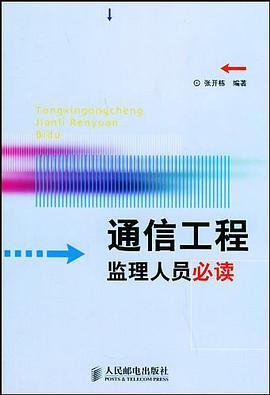 张开栋 编著
Tongxingongcheng
Jianli Renyuan
Bidu
通信工程
监理人员必读
人民邮电出版社
POSTS & TELECOM PRESS